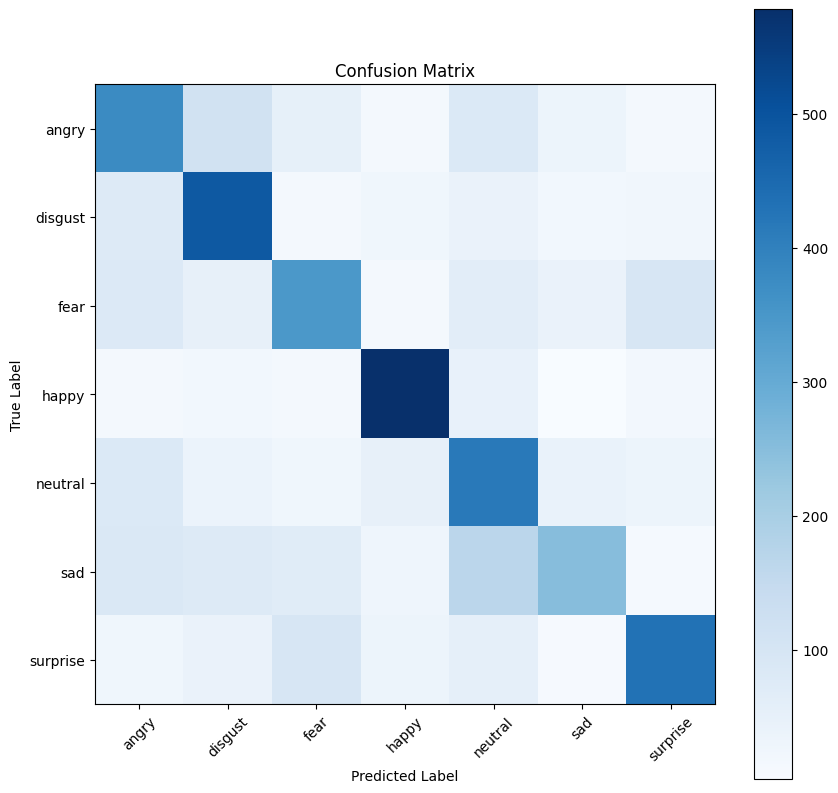 Confusion Matrix
True Label
angry
disgust
fear
happy
neutral
sad
surprise
angry disgust fear happy neutral sad surprise
Predicted Label
500
400
300
200
100